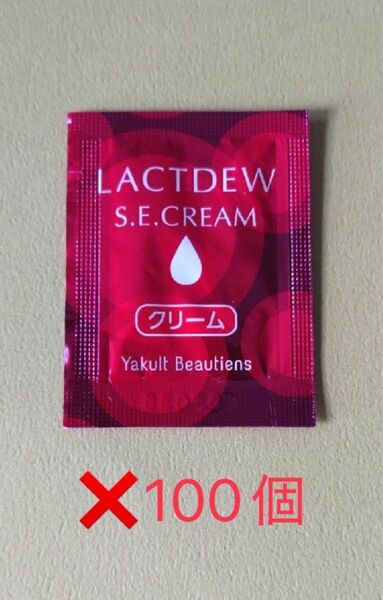 LACTDEW
S.E.CREAM
クリーム
Yakult Beautiens
❌100個